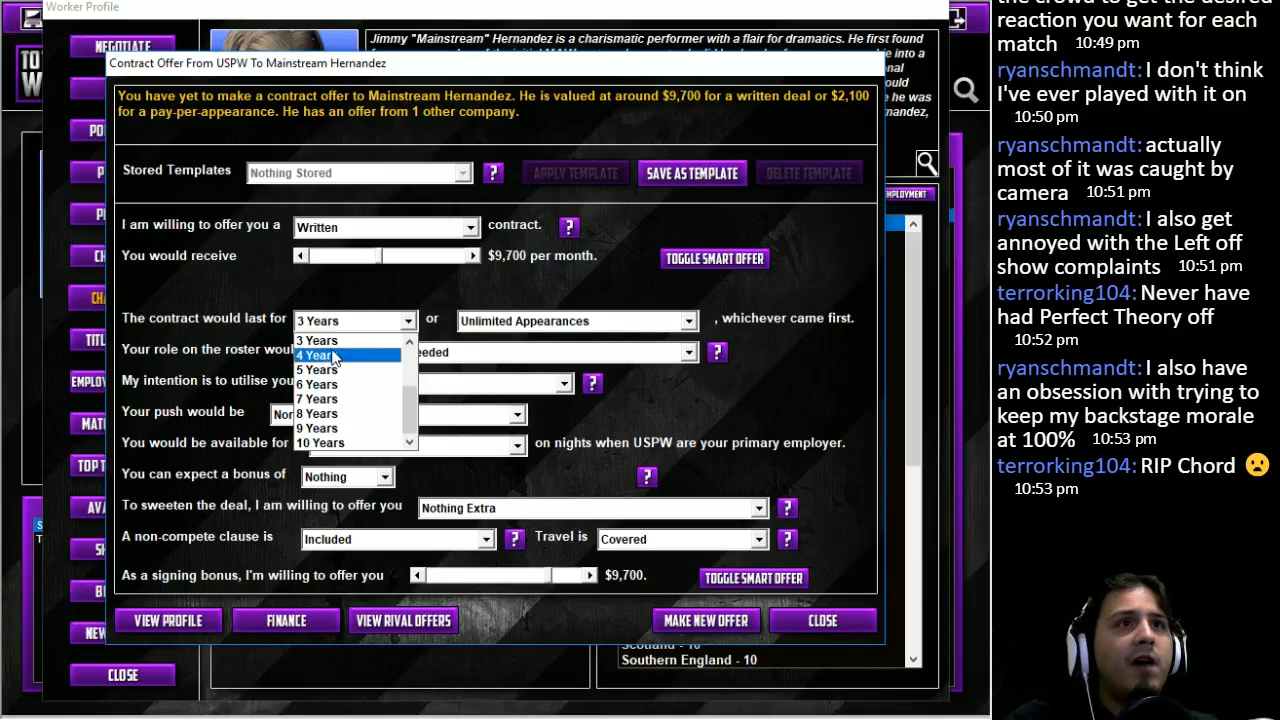 Worker Profile
NEGOTIATE
Jimmy "Mainstream" Hernandez is a charismatic performer with a flair for dramatics. He first found
Contract Offer From USPW To Mainstream Hernandez
You have yet to make a contract offer to Mainstream Hernandez. He is valued at around $9,700 for a written deal or $2,100
for a pay-per-appearance. He has an offer from 1 other company.
Stored Templates
Nothing Stored
?
APPLY TEMPLATE
SAVE AS TEMPLATE
DELETE TEMPLATE
I am willing to offer you a
Written
contract.
?
You would receive
$9,700 per month.
TOGGLE SMART OFFER
The contract would last for
3 Years
or
Unlimited Appearances
, whichever came first.
3 Years
4 Years
5 Years
6 Years
7 Years
8 Years
9 Years
10 Years
Your role on the roster wou
eeded
?
My intention is to utilise you
?
Your push would be
Nor
You would be available for
on nights when USPW are your primary employer.
You can expect a bonus of
Nothing
?
To sweeten the deal, I am willing to offer you
Nothing Extra
?
A non-compete clause is
Included
?
Travel is
Covered
?
As a signing bonus, I'm willing to offer you
$9,700.
TOGGLE SMART OFFER
VIEW PROFILE
FINANCE
VIEW RIVAL OFFERS
MAKE NEW OFFER
CLOSE
Southern England - 10
CLOSE
the crowd to get the desired
reaction you want for each
match 10:49 pm
ryanschmandt: I don't think
I've ever played with it on
10:50 pm
ryanschmandt: actually
most of it was caught by
camera 10:51 pm
ryanschmandt: I also get
annoyed with the Left off
show complaints 10:51 pm
terrorking104: Never have
had Perfect Theory off
10:52 pm
terrorking104: I also have
an obsession with trying to
keep my backstage morale
at 100% 10:53 pm
terrorking104: RIP Chord
10:53 pm